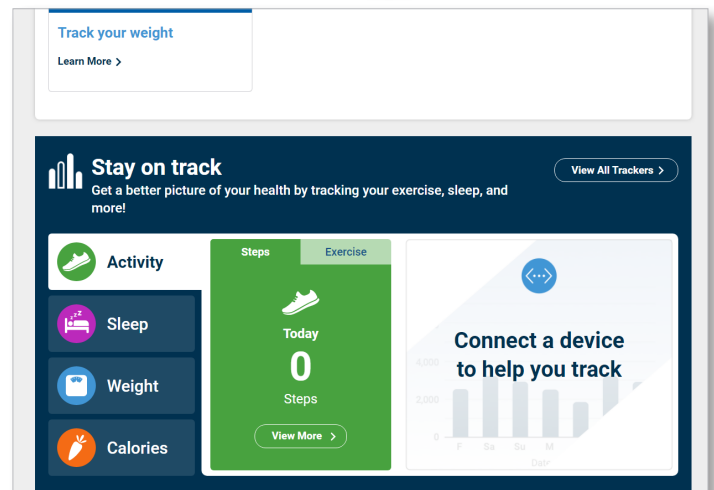 Track your weight
Learn More >
Stay on track
Get a better picture of your health by tracking your exercise, sleep, and
more!
View All Trackers >
Activity
Sleep
Weight
Calories
Steps
Exercise
Today
0
Steps
View More >
Connect a device
to help you track
4,000
2,000
0
F Sa Su M
Date
z z Z